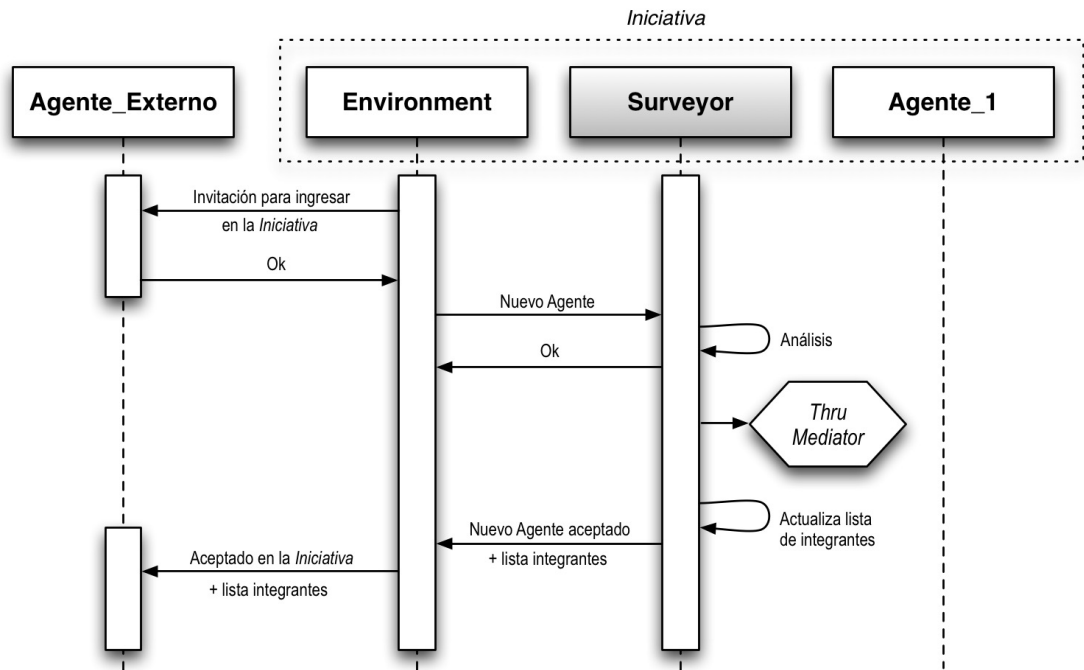 Iniciativa
Agente_Externo
Environment
Surveyor
Agente_1
Invitación para ingresar
en la Iniciativa
Ok
Nuevo Agente
Análisis
Ok
Thru
Mediator
Actualiza lista
de integrantes
Nuevo Agente aceptado
+ lista integrantes
Aceptado en la Iniciativa
+ lista integrantes